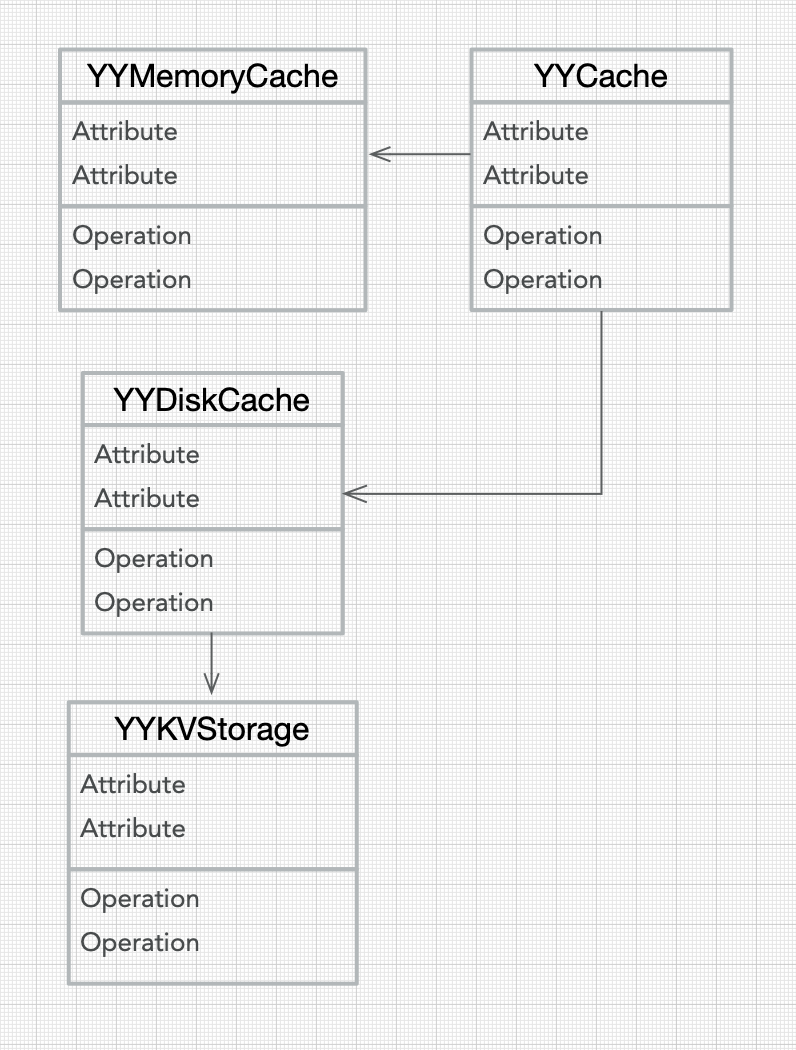 YYMemoryCache
Attribute
Attribute
Operation
Operation
YYCache
Attribute
Attribute
Operation
Operation
YYDiskCache
Attribute
Attribute
Operation
Operation
YYKVStorage
Attribute
Attribute
Operation
Operation